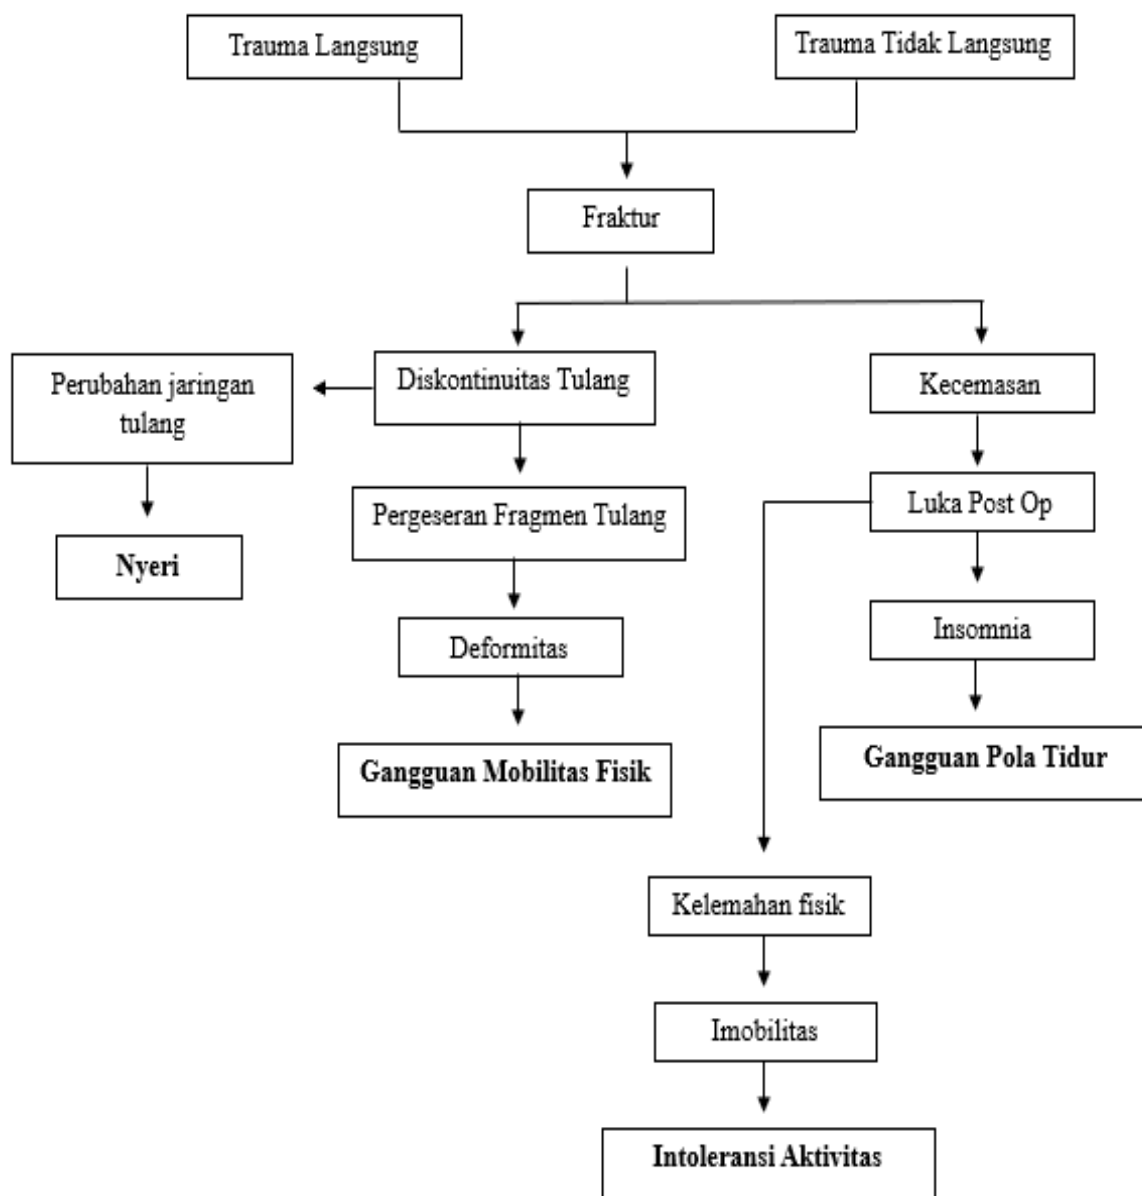 Trauma Langsung
Trauma Tidak Langsung
Fraktur
Perubahan jaringan
tulang
Diskontinuitas Tulang
Kecemasan
Pergeseran Fragmen Tulang
Luka Post Op
Nyeri
Deformitas
Insomnia
Gangguan Mobilitas Fisik
Gangguan Pola Tidur
Kelemahan fisik
Imobilitas
Intoleransi Aktivitas